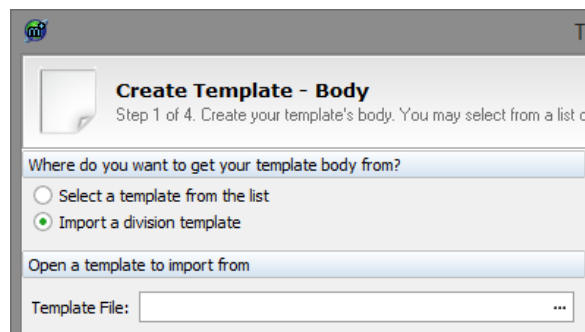 T
Create Template - Body
Step 1 of 4. Create your template's body. You may select from a list
Where do you want to get your template body from?
Select a template from the list
Import a division template
Open a template to import from
Template File:
...